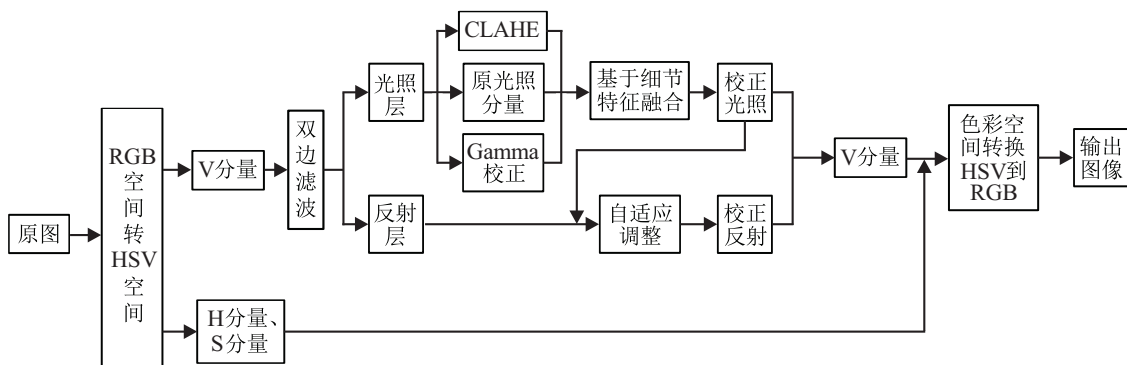 原图
RGB
空
间
转
HSV
空
间
V分量
H分量、
S分量
双
边
滤
波
光照
层
反射
层
CLAHE
原光照
分量
Gamma
校正
基于细节
特征融合
校正
光照
自适应
调整
校正
反射
V分量
色彩空
间转换
HSV到
RGB
输出
图像